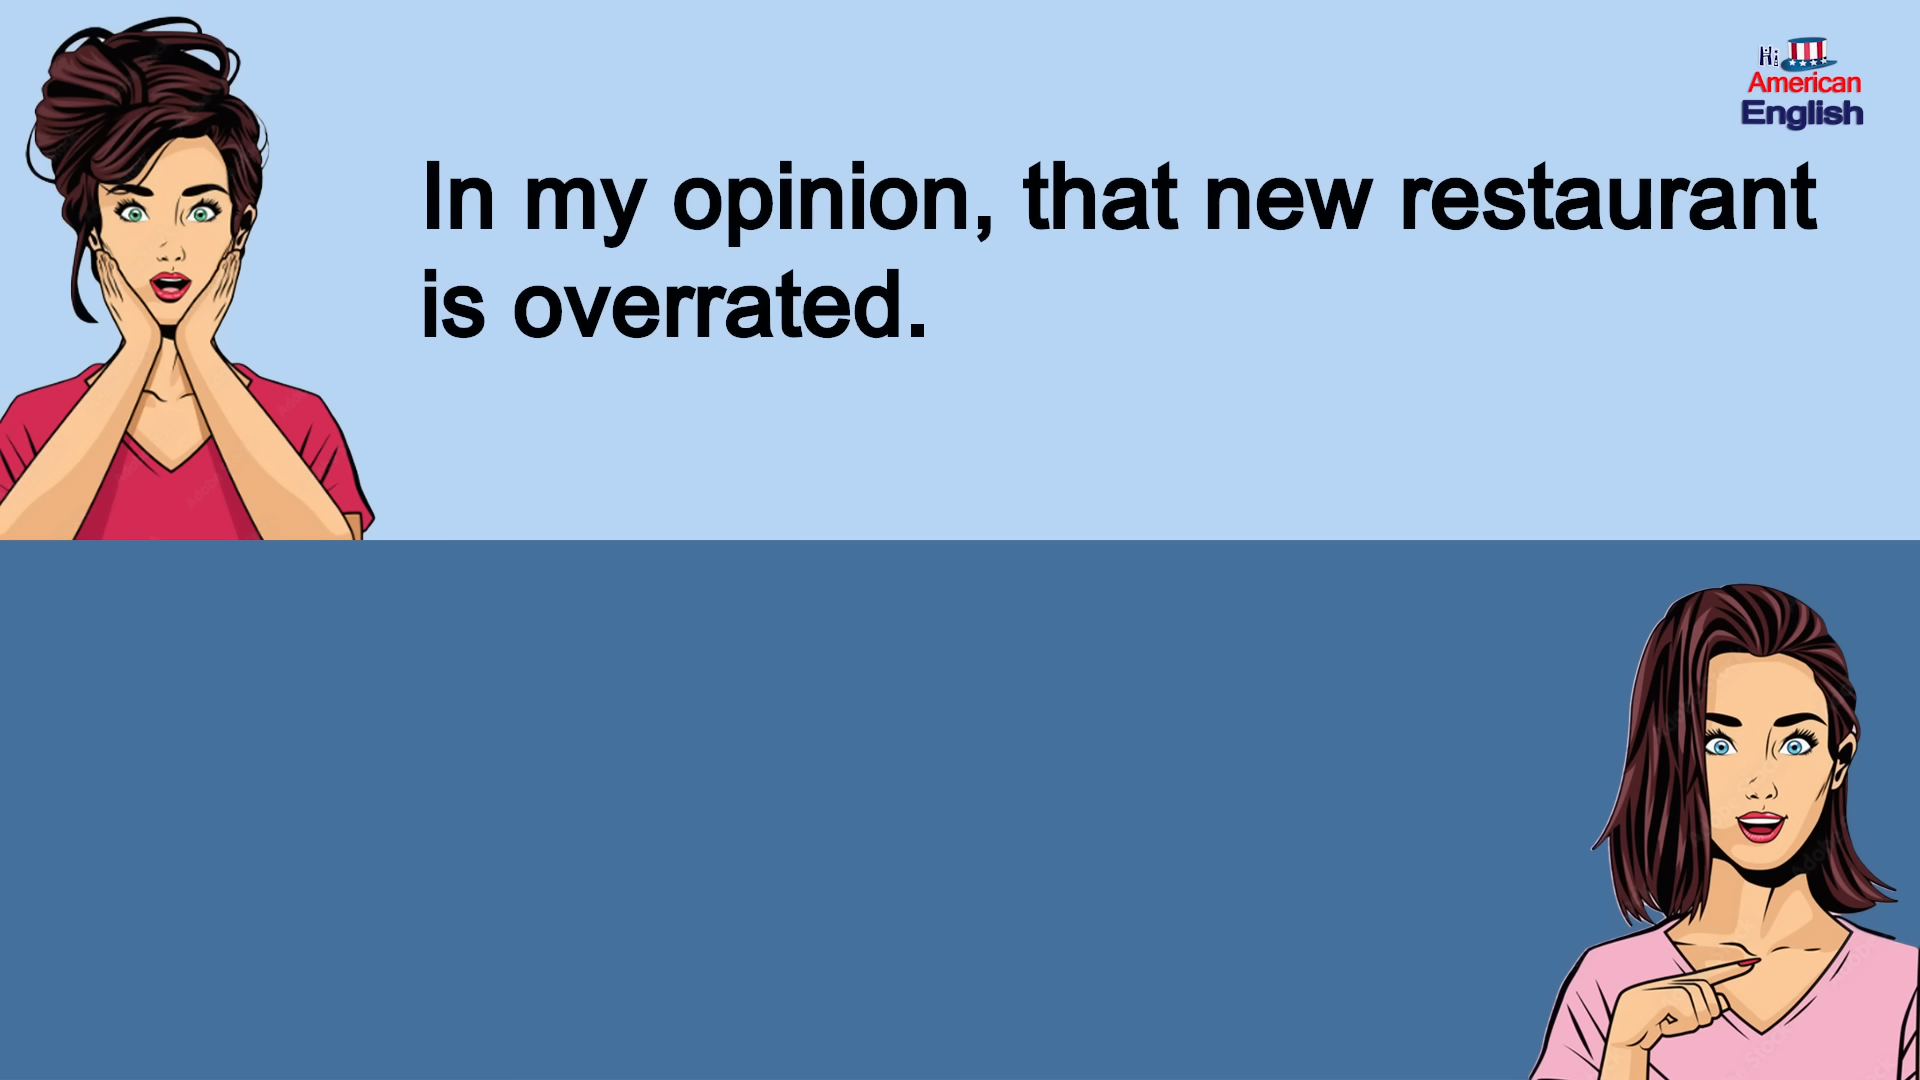 Hi
American
English
In my opinion, that new restaurant
is overrated.